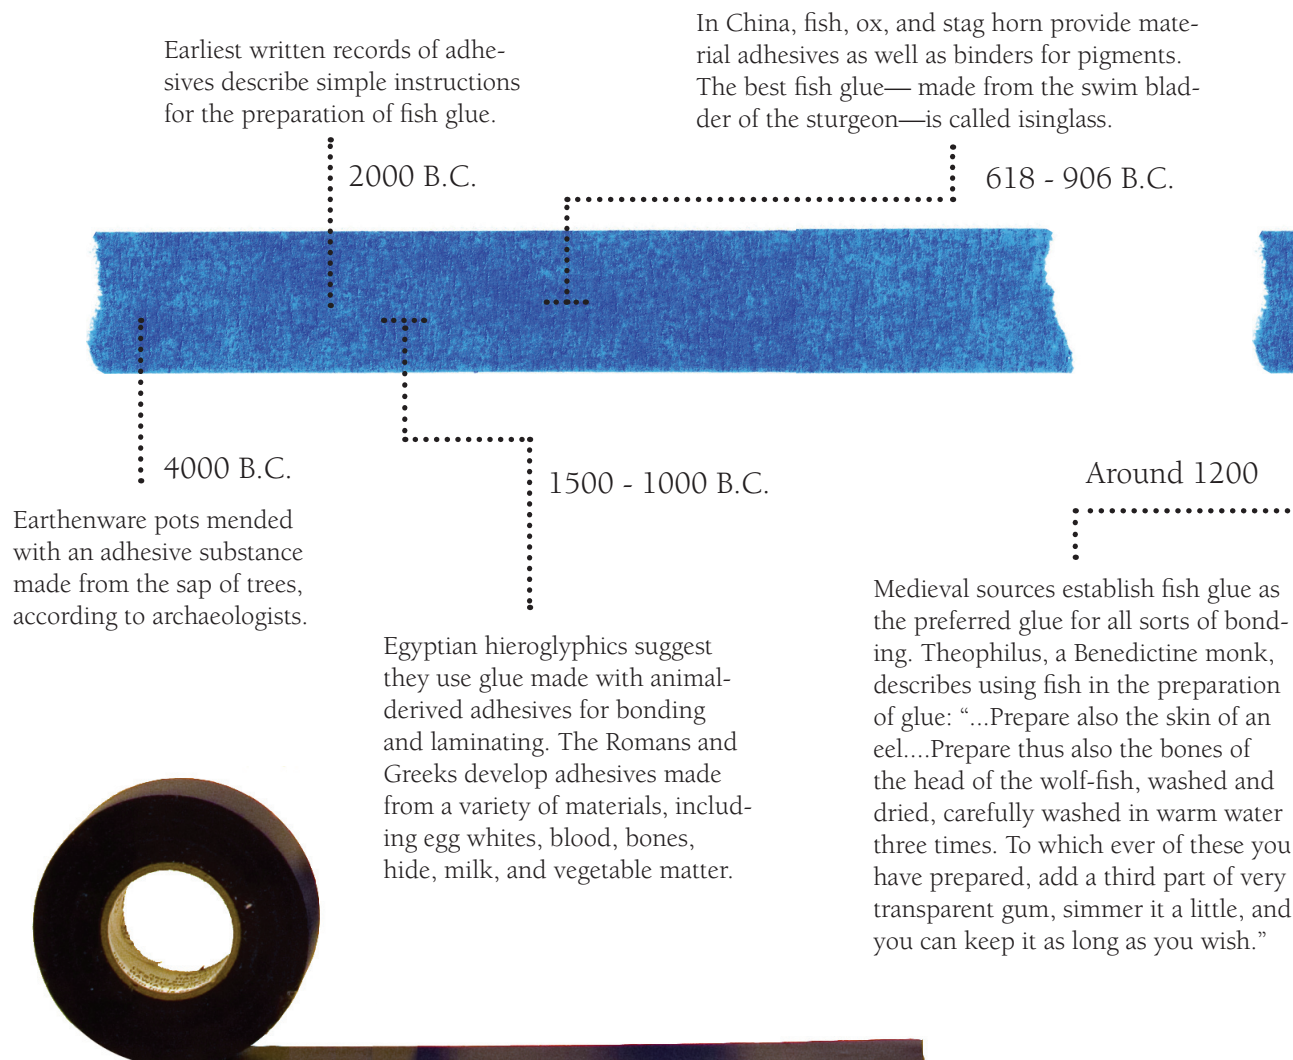 Earliest written records of adhe-
sives describe simple instructions
for the preparation of fish glue.
2000 B.C.
In China, fish, ox, and stag horn provide mate-
rial adhesives as well as binders for pigments.
The best fish glue— made from the swim blad-
der of the sturgeon—is called isinglass.
618 - 906 B.C.
4000 B.C.
Earthenware pots mended
with an adhesive substance
made from the sap of trees,
according to archaeologists.
1500 - 1000 B.C.
Egyptian hieroglyphics suggest
they use glue made with animal-
derived adhesives for bonding
and laminating. The Romans and
Greeks develop adhesives made
from a variety of materials, includ-
ing egg whites, blood, bones,
hide, milk, and vegetable matter.
Around 1200
Medieval sources establish fish glue as
the preferred glue for all sorts of bond-
ing. Theophilus, a Benedictine monk,
describes using fish in the preparation
of glue: “...Prepare also the skin of an
eel....Prepare thus also the bones of
the head of the wolf-fish, washed and
dried, carefully washed in warm water
three times. To which ever of these you
have prepared, add a third part of very
transparent gum, simmer it a little, and
you can keep it as long as you wish.”